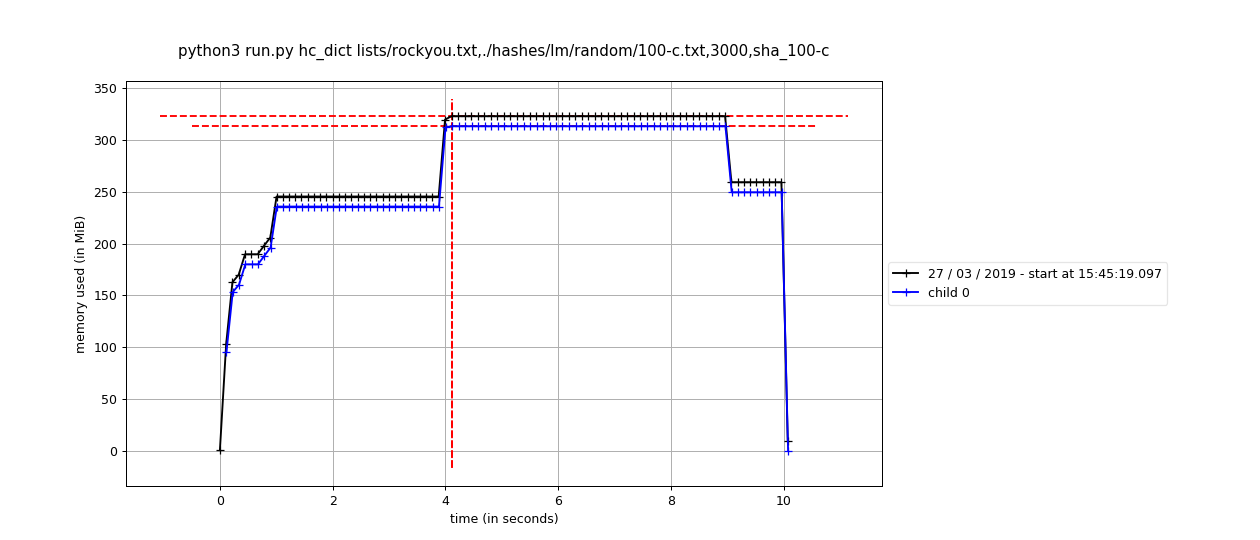 python3 run.py hc_dict lists/rockyou.txt,./hashes/lm/random/100-c.txt,3000,sha_100-c
350
300
250
200
150
100
50
0
memory used (in MiB)
0 2 4 6 8 10
time (in seconds)
27 / 03 / 2019 - start at 15:45:19.097
child 0